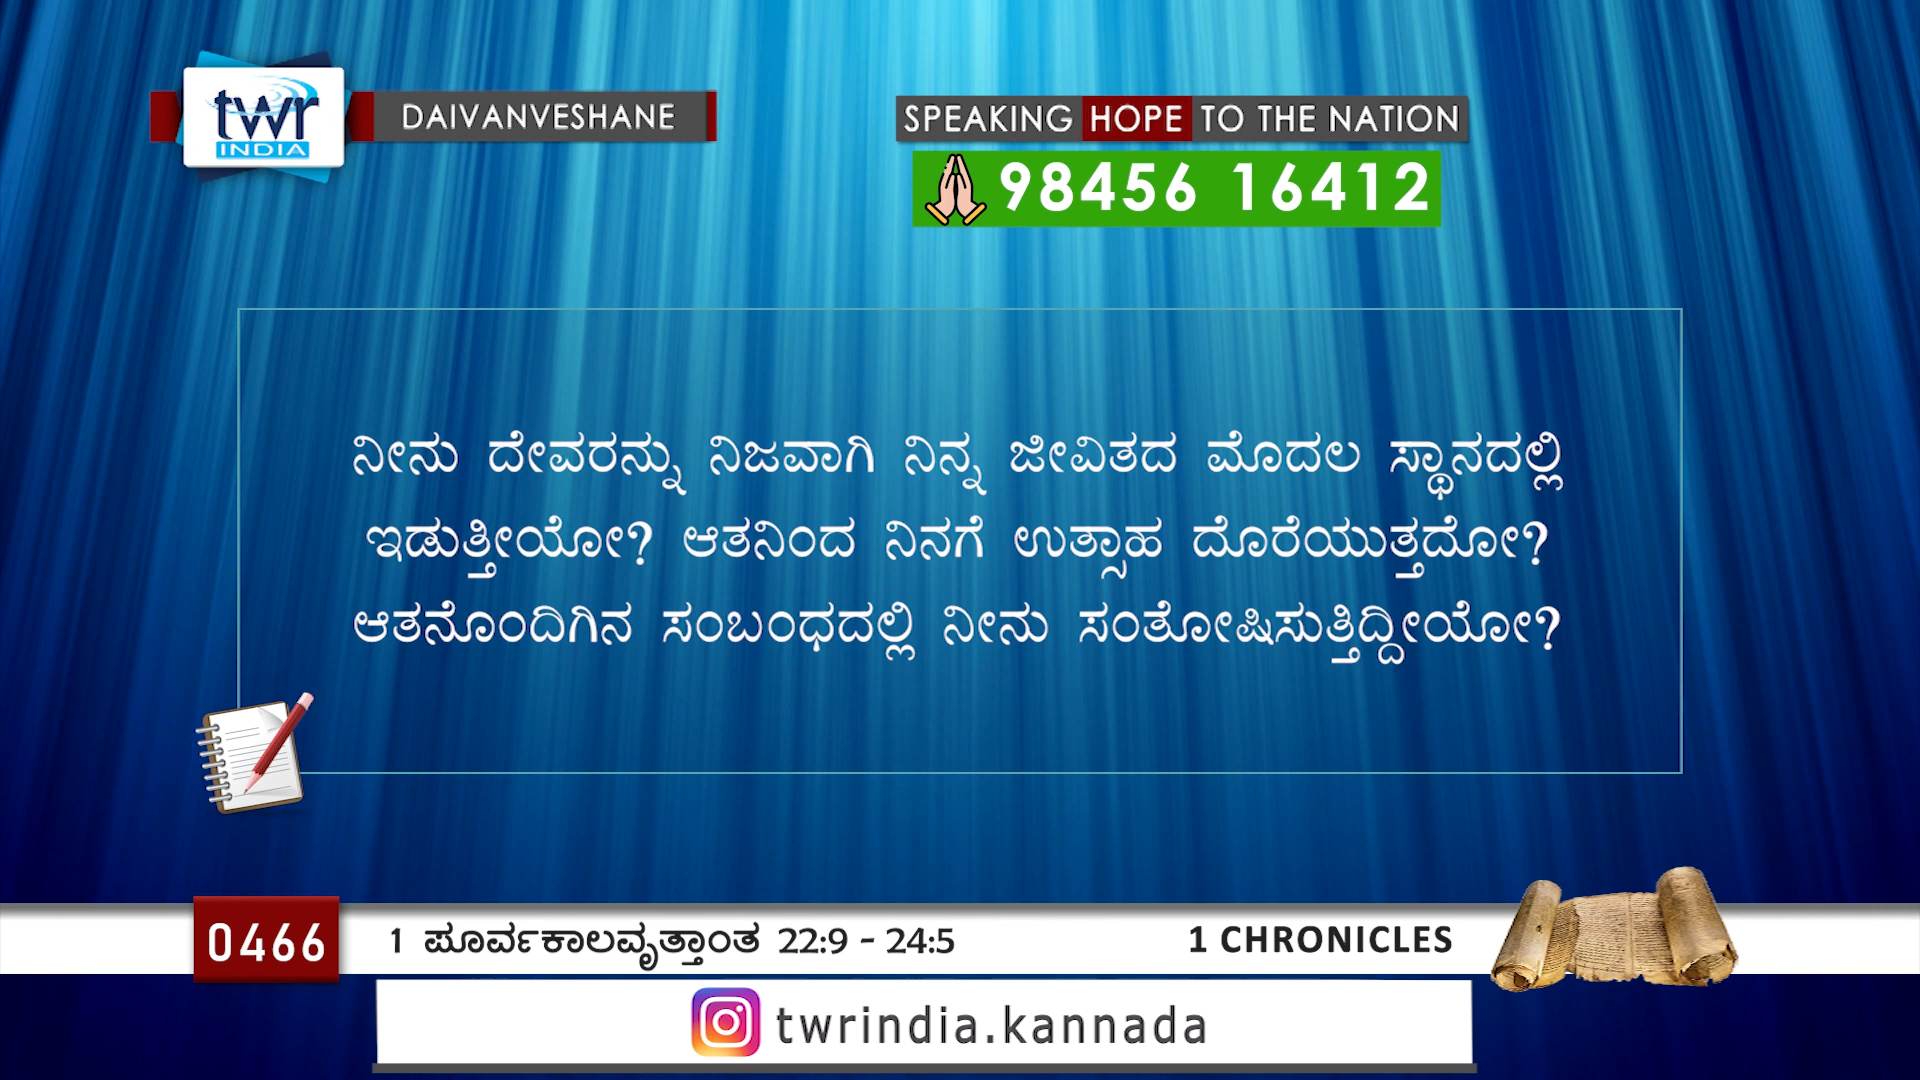 twr
INDIA
DAIVANVESHANE
SPEAKING HOPE TO THE NATION
98456 16412
ನೀನು ದೇವರನ್ನು ನಿಜವಾಗಿ ನಿನ್ನ ಜೀವಿತದ ಮೊದಲ ಸ್ಥಾನದಲ್ಲಿ
ಇಡುತ್ತೀಯೋ? ಆತನಿಂದ ನಿನಗೆ ಉತ್ಸಾಹ ದೊರೆಯುತ್ತದೋ?
ಆತನೊಂದಿಗಿನ ಸಂಬಂಧದಲ್ಲಿ ನೀನು ಸಂತೋಷಿಸುತ್ತಿದ್ದೀಯೋ?
0466
1 ಪೂರ್ವಕಾಲವೃತ್ತಾಂತ 22:9 - 24:5
1 CHRONICLES
twrindia.kannada